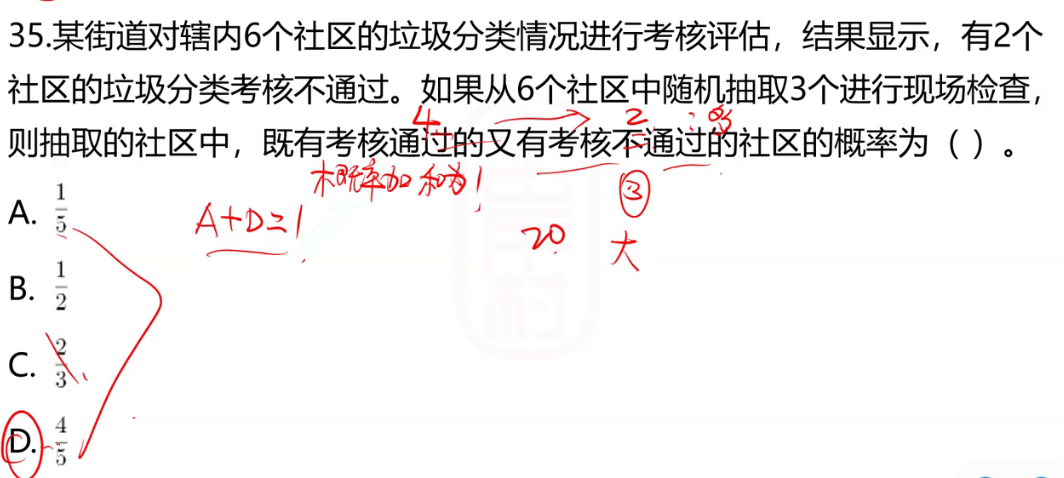 35.某街道对辖内6个社区的垃圾分类情况进行考核评估，结果显示，有2个
社区的垃圾分类考核不通过。如果从6个社区中随机抽取3个进行现场检查，
4 2
则抽取的社区中，既有考核通过的又有考核不通过的社区的概率为（ ）。
概率加和为1
③
A. 1/5
A+D=1
20 大
B. 1/2
C. 2/3
D. 4/5